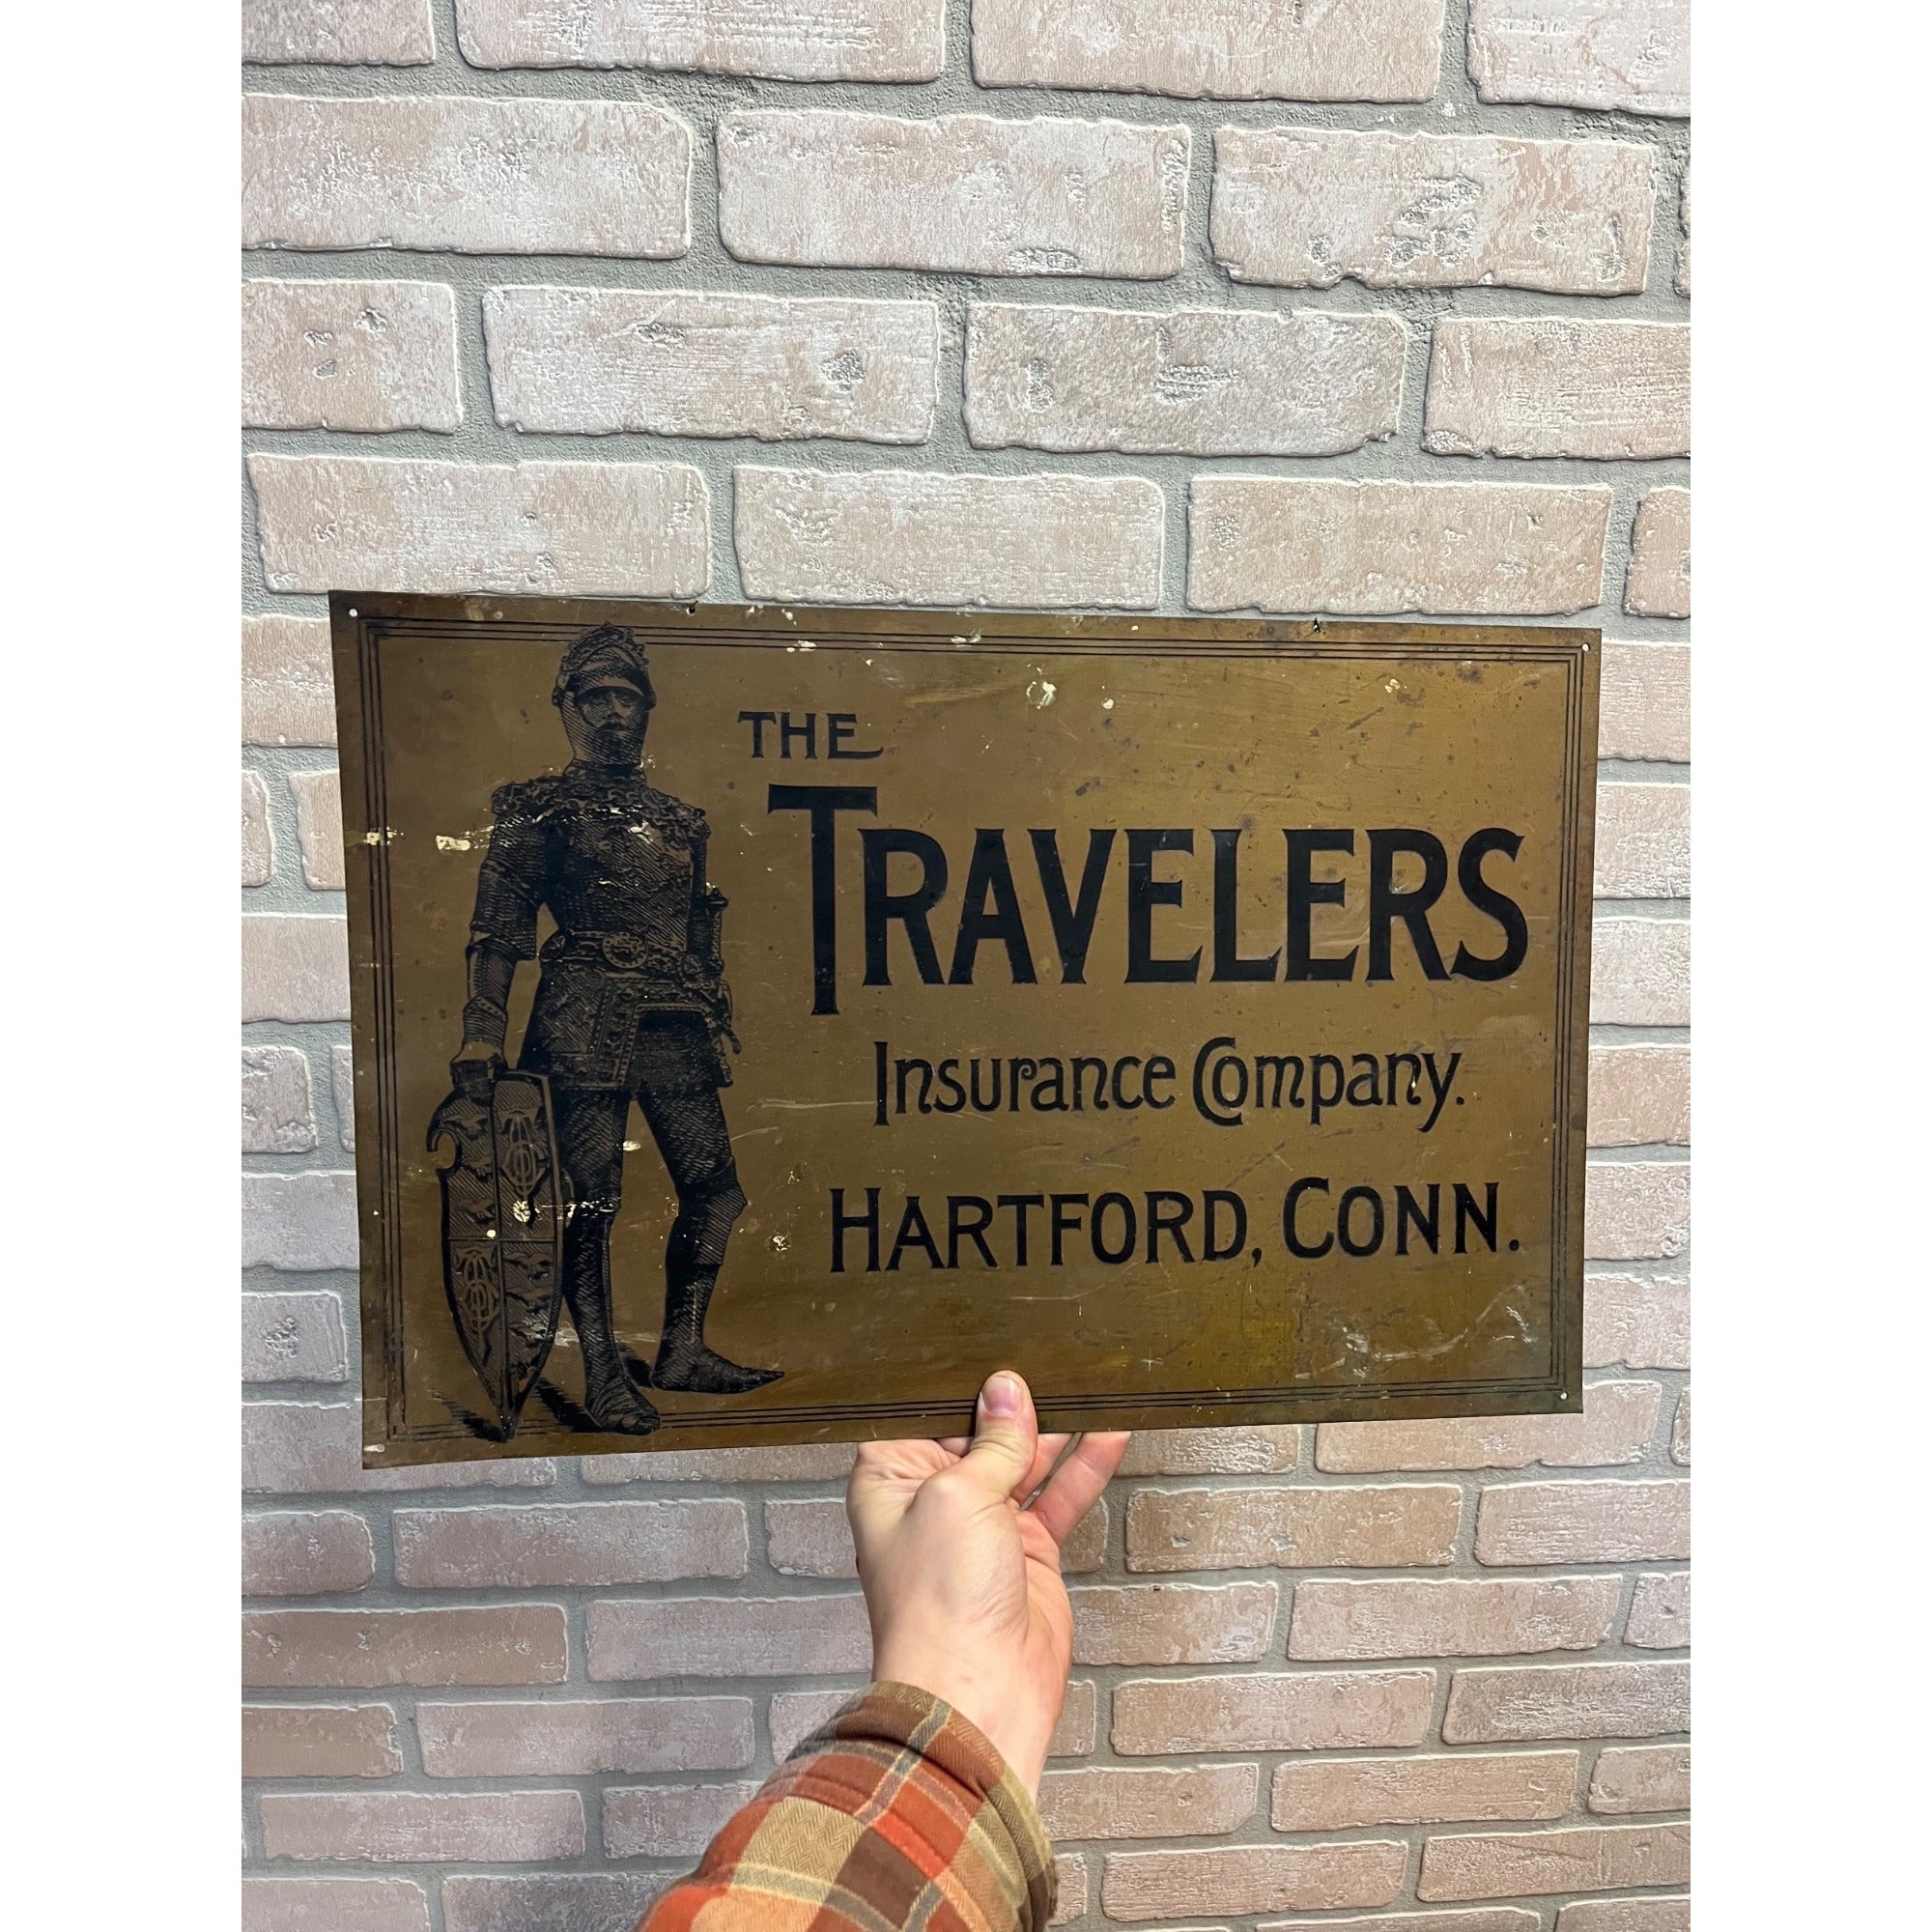 THE
TRAVELERS
Insurance Company.
HARTFORD, CONN.